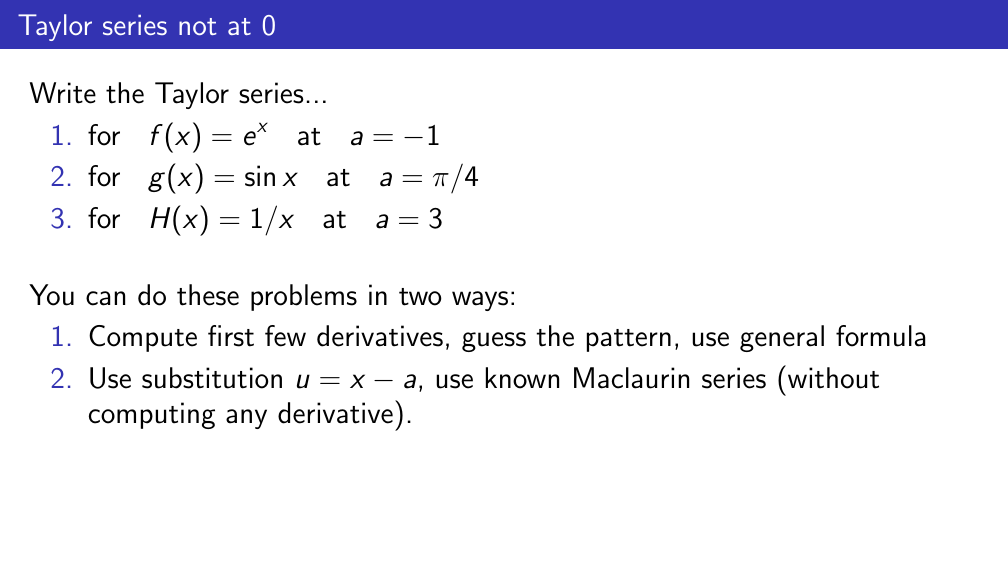 Taylor series not at 0
Write the Taylor series...
1. for f(x) = eˣ at a = −1
2. for g(x) = sin x at a = π/4
3. for H(x) = 1/x at a = 3
You can do these problems in two ways:
1. Compute first few derivatives, guess the pattern, use general formula
2. Use substitution u = x − a, use known Maclaurin series (without
computing any derivative).